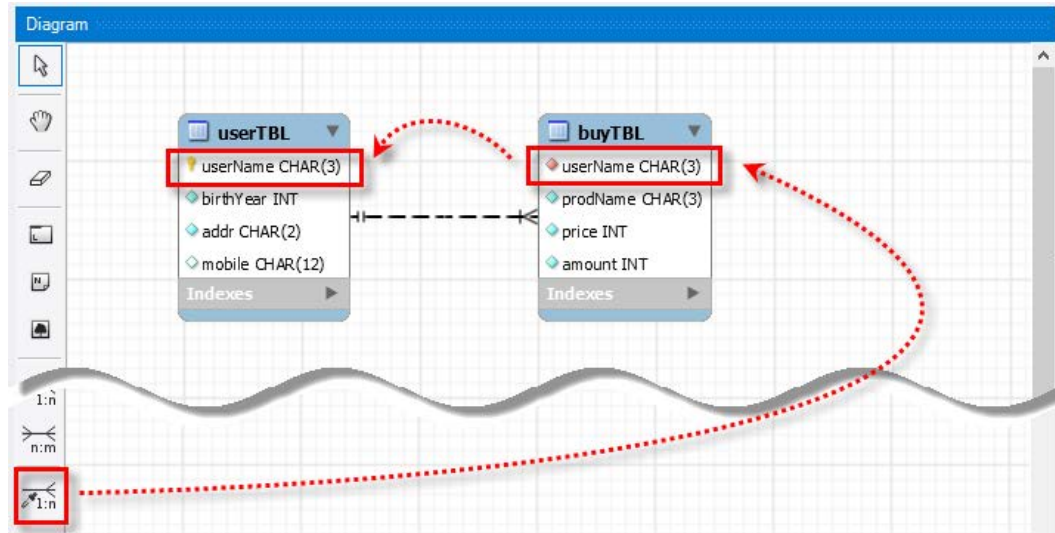 Diagram
userTBL
userName CHAR(3)
birthYear INT
addr CHAR(2)
mobile CHAR(12)
Indexes
buyTBL
userName CHAR(3)
prodName CHAR(3)
price INT
amount INT
Indexes
L
N
1:n
n:m
1:n